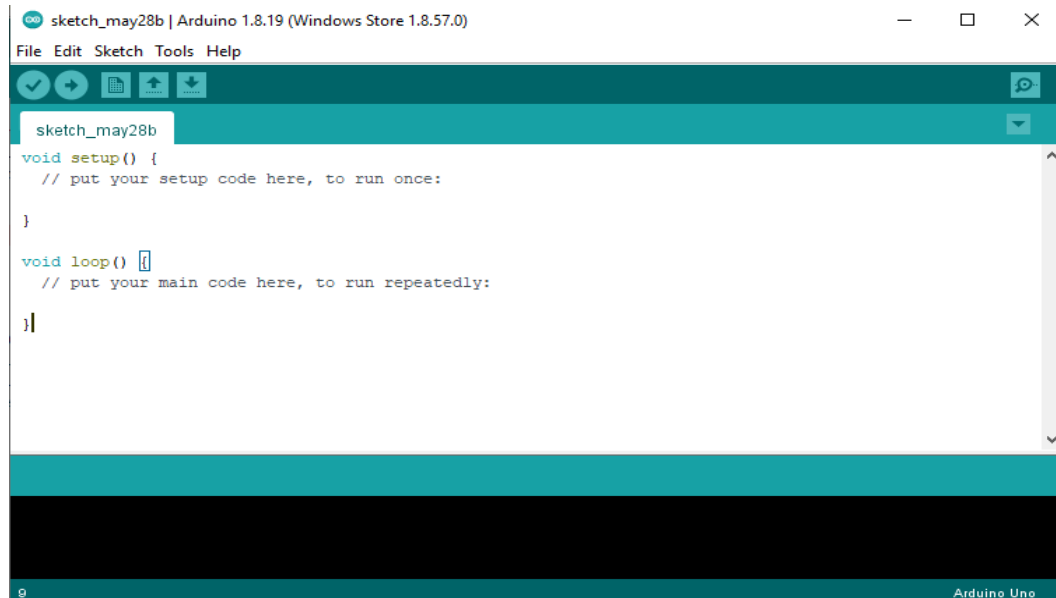 sketch_may28b | Arduino 1.8.19 (Windows Store 1.8.57.0)
File Edit Sketch Tools Help
sketch_may28b
void setup() {
  // put your setup code here, to run once:
}
void loop() {
  // put your main code here, to run repeatedly:
}
9 Arduino Uno